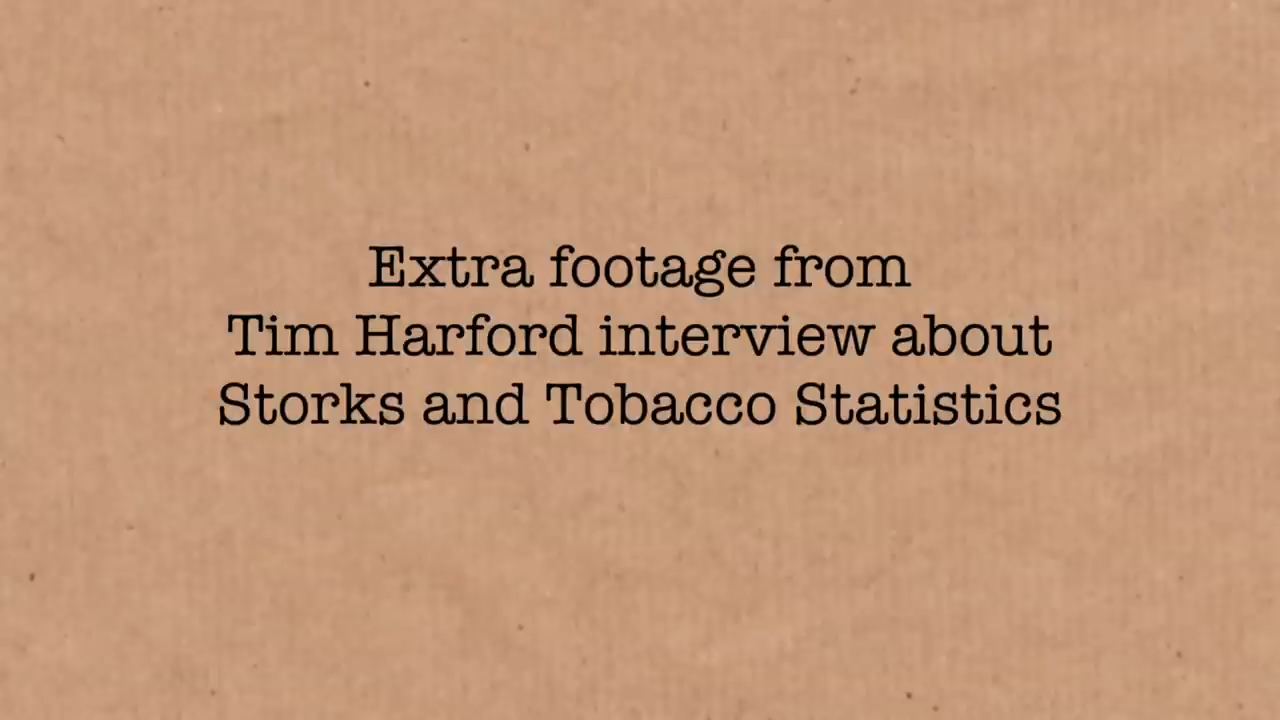 Extra footage from
Tim Harford interview about
Storks and Tobacco Statistics